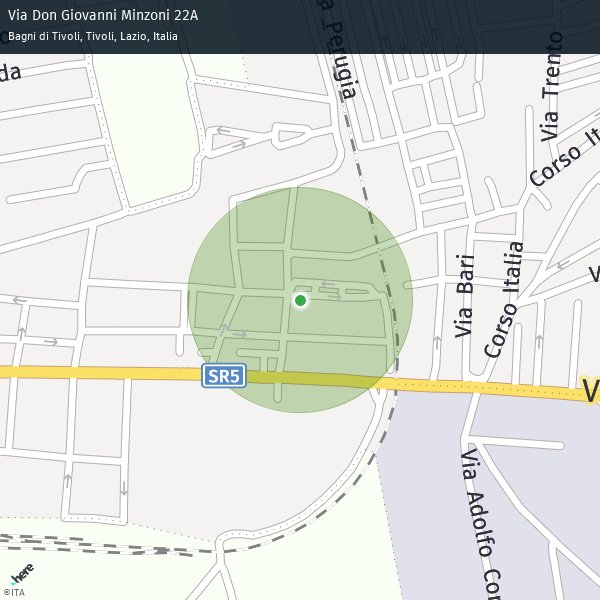 Via Don Giovanni Minzoni 22A
Bagni di Tivoli, Tivoli, Lazio, Italia
Perugia
Via Trento
Corso It
Via Bari
Corso Italia
SR5
V
V
Via Adolfo Con
here
©ITA